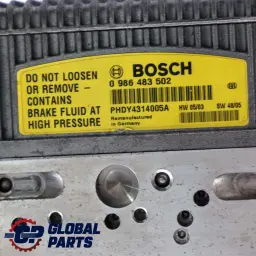 DO NOT LOOSEN
OR REMOVE -
CONTAINS
BRAKE FLUID AT
HIGH PRESSURE
BOSCH
0 986 483 502
PHDY4314005A
HW 05/03 SW 48/05
Remanufactured
in Germany
GLOBAL
PARTS